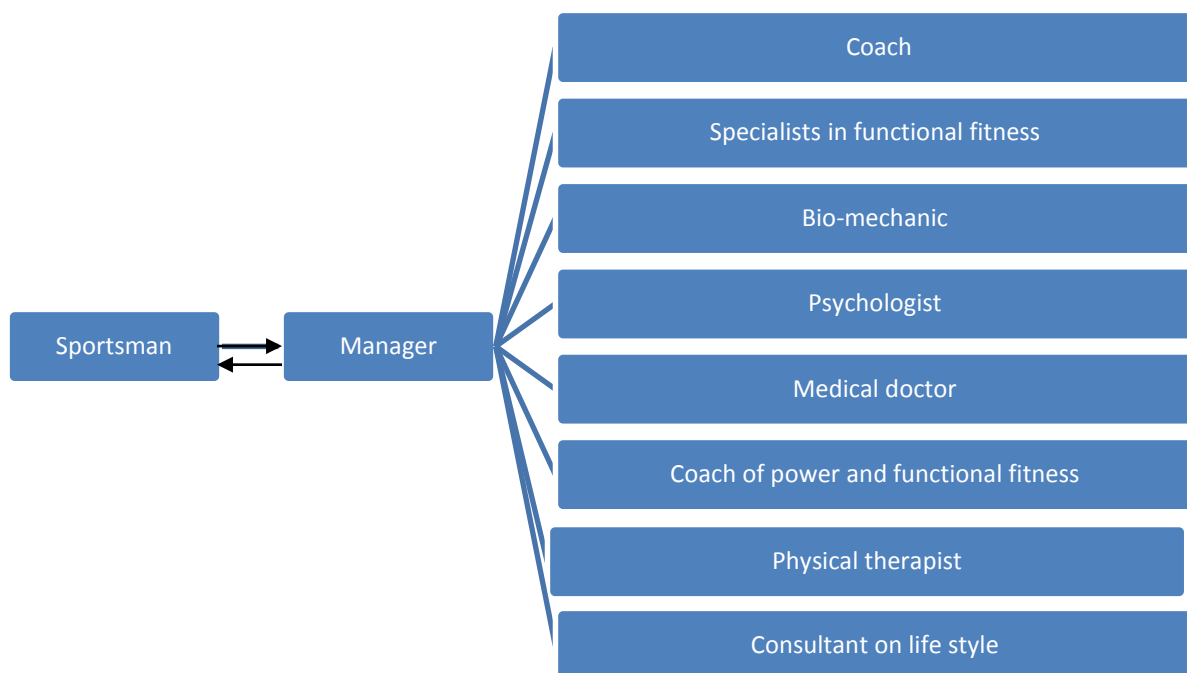 Coach
Specialists in functional fitness
Bio-mechanic
Psychologist
Sportsman
Manager
Medical doctor
Coach of power and functional fitness
Physical therapist
Consultant on life style